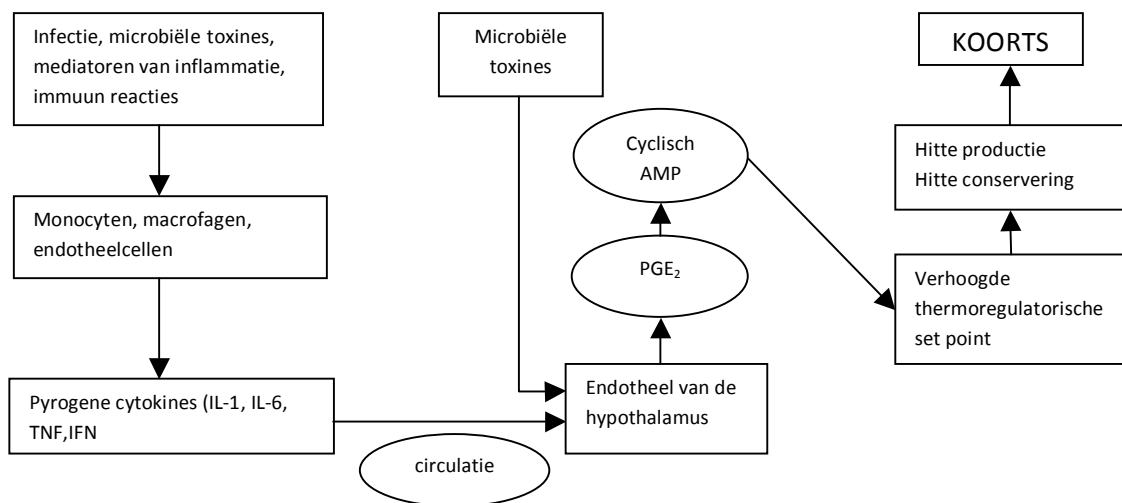 Infectie, microbiële toxines,
mediatoren van inflammatie,
immuun reacties
Monocyten, macrofagen,
endotheelcellen
Pyrogene cytokines (IL-1, IL-6,
TNF,IFN
circulatie
Microbiële
toxines
Endotheel van de
hypothalamus
PGE₂
Cyclisch
AMP
Verhoogde
thermoregulatorische
set point
Hitte productie
Hitte conservering
KOORTS